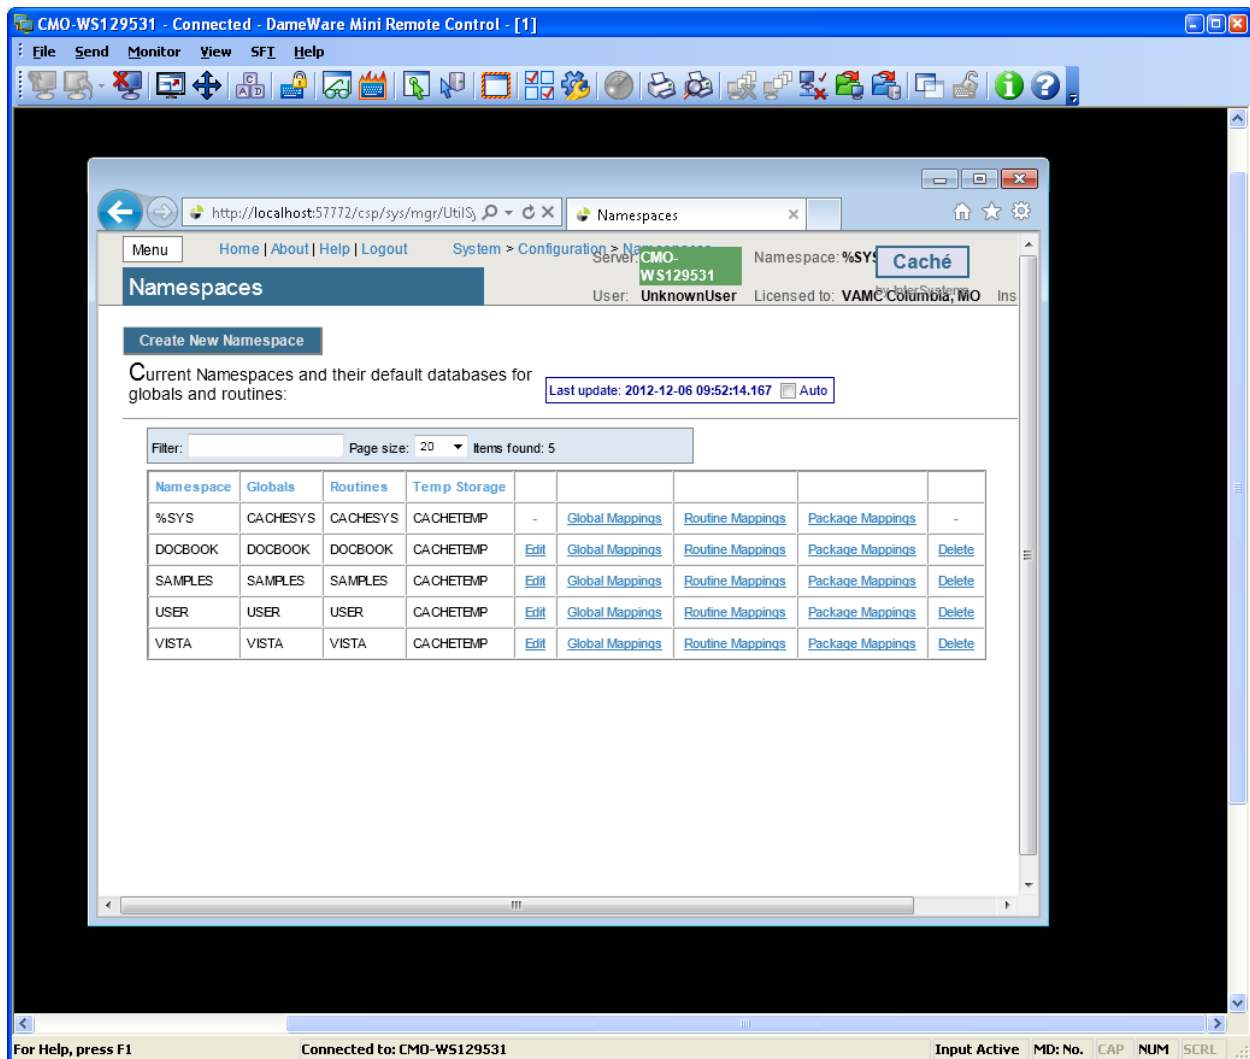 CMO-WS129531 - Connected - DameWare Mini Remote Control - [1]
File Send Monitor View SFT Help
http://localhost:57772/csp/sys/mgr/UtilSy
Namespaces
Menu Home | About | Help | Logout System > Configuration > Namespaces
Server: CMO-WS129531 Namespace: %SYS Caché
by InterSystems
Namespaces
User: UnknownUser Licensed to: VAMC Columbia, MO Ins
Create New Namespace
Current Namespaces and their default databases for
globals and routines:
Last update: 2012-12-06 09:52:14.167 Auto
Filter: Page size: 20 Items found: 5
Namespace Globals Routines Temp Storage
%SYS CACHESYS CACHESYS CACHETEMP - Global Mappings Routine Mappings Package Mappings -
DOCBOOK DOCBOOK DOCBOOK CACHETEMP Edit Global Mappings Routine Mappings Package Mappings Delete
SAMPLES SAMPLES SAMPLES CACHETEMP Edit Global Mappings Routine Mappings Package Mappings Delete
USER USER USER CACHETEMP Edit Global Mappings Routine Mappings Package Mappings Delete
VISTA VISTA VISTA CACHETEMP Edit Global Mappings Routine Mappings Package Mappings Delete
For Help, press F1 Connected to: CMO-WS129531 Input Active MD: No. CAP NUM SCRL